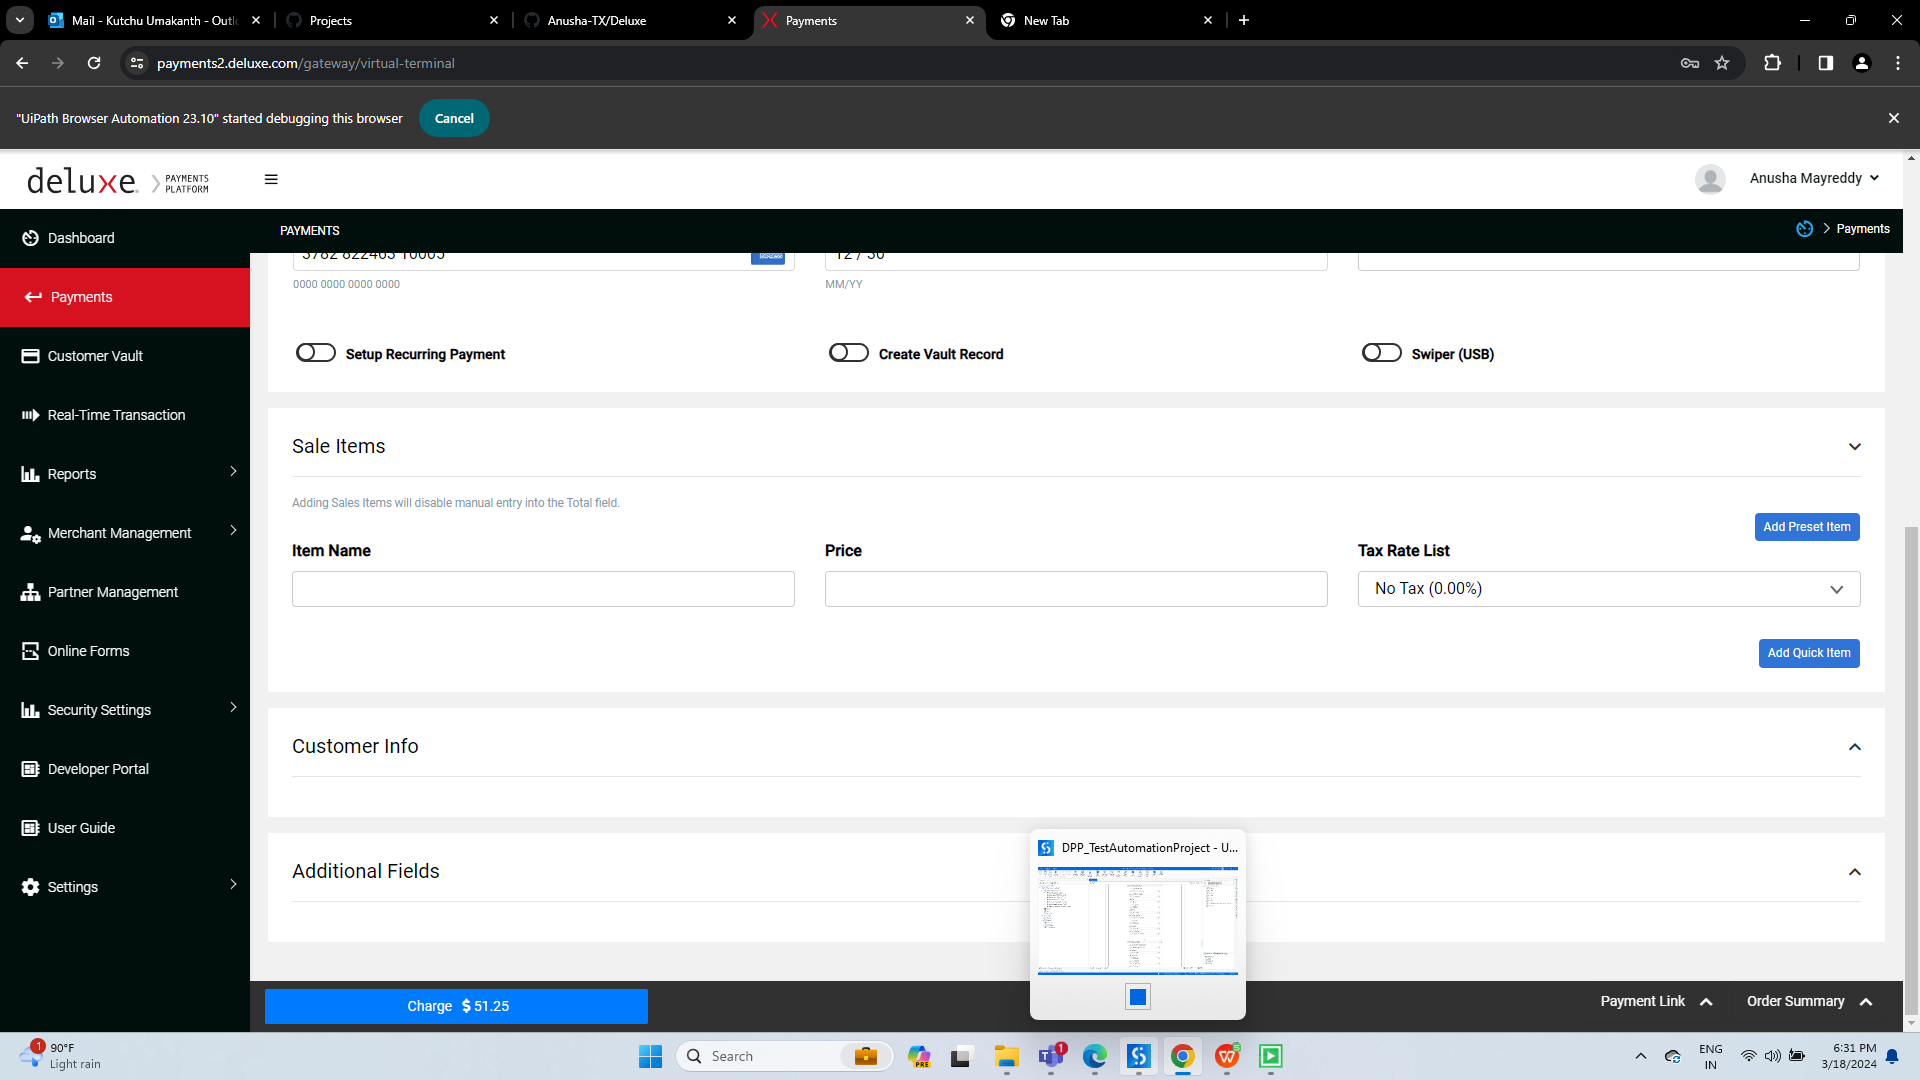 Mail - Kutchu Umakanth - Outl
Projects
Anusha-TX/Deluxe
Payments
New Tab
payments2.deluxe.com/gateway/virtual-terminal
"UiPath Browser Automation 23.10" started debugging this browser
Cancel
deluxe.
PAYMENTS
PLATFORM
Anusha Mayreddy
Dashboard
Payments
Customer Vault
Real-Time Transaction
Reports
Merchant Management
Partner Management
Online Forms
Security Settings
Developer Portal
User Guide
Settings
PAYMENTS
Payments
3782 822463 10005
12 / 30
0000 0000 0000 0000
MM/YY
Setup Recurring Payment
Create Vault Record
Swiper (USB)
Sale Items
Adding Sales Items will disable manual entry into the Total field.
Add Preset Item
Item Name
Price
Tax Rate List
No Tax (0.00%)
Add Quick Item
Customer Info
Additional Fields
DPP_TestAutomationProject - U...
Charge $ 51.25
Payment Link
Order Summary
1
90°F
Light rain
Search
PRE
1
ENG
IN
6:31 PM
3/18/2024